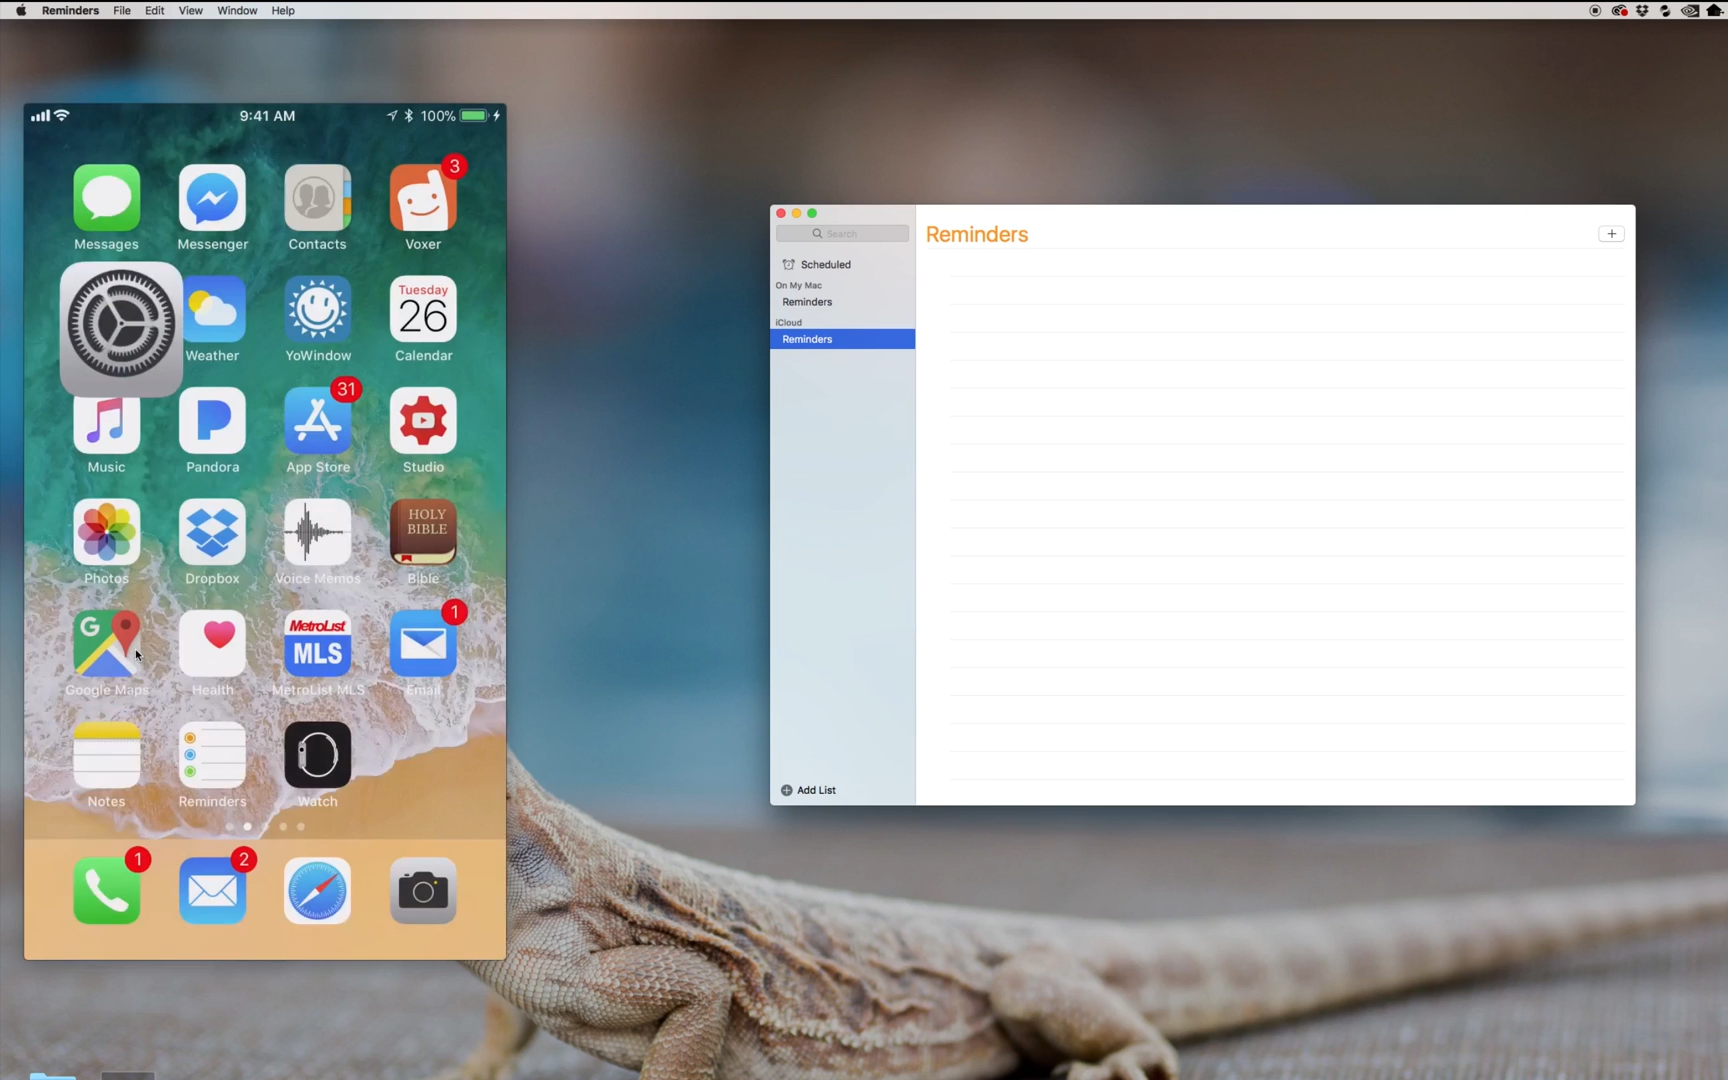 Reminders File Edit View Window Help
9:41 AM 100%
3
Messages Messenger Contacts Voxer
Tuesday
26
Weather YoWindow Calendar
31
Music Pandora App Store Studio
HOLY
BIBLE
Photos Dropbox Voice Memos Bible
G
MetroList
MLS
1
Google Maps Health MetroList MLS Email
Notes Reminders Watch
1 2
Search
Scheduled
On My Mac
Reminders
iCloud
Reminders
Add List
Reminders